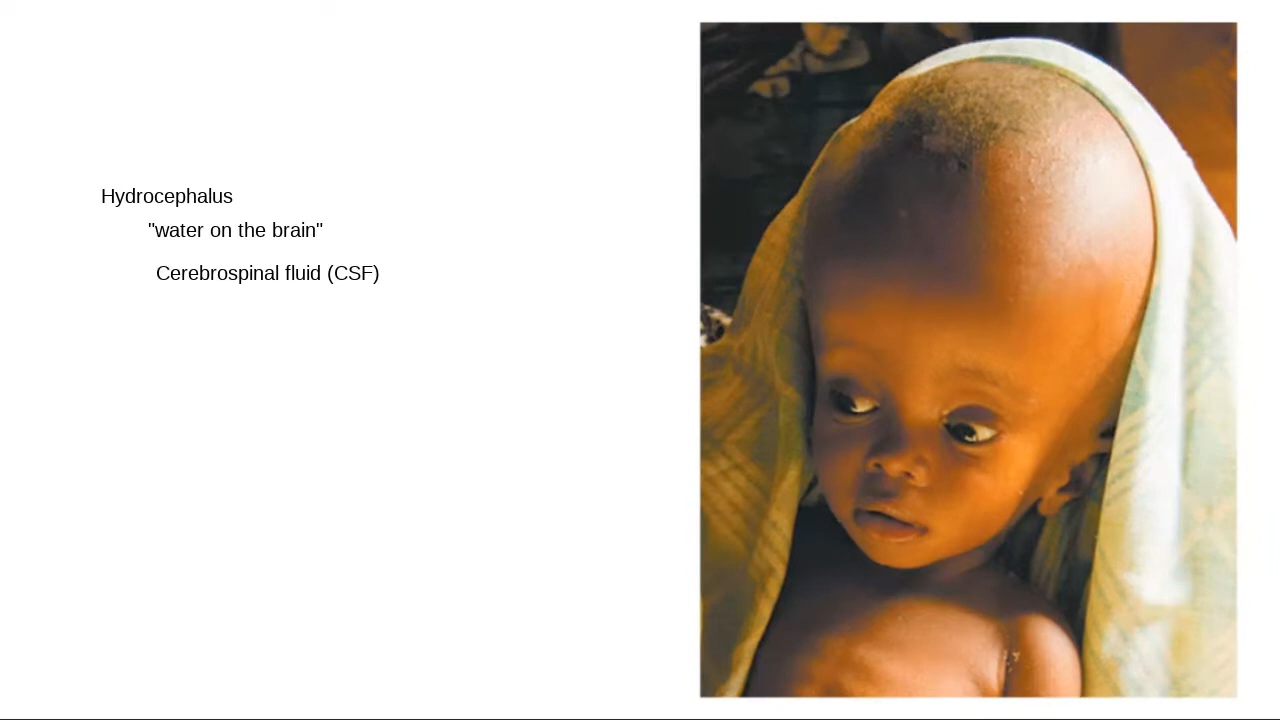 Hydrocephalus
"water on the brain"
Cerebrospinal fluid (CSF)